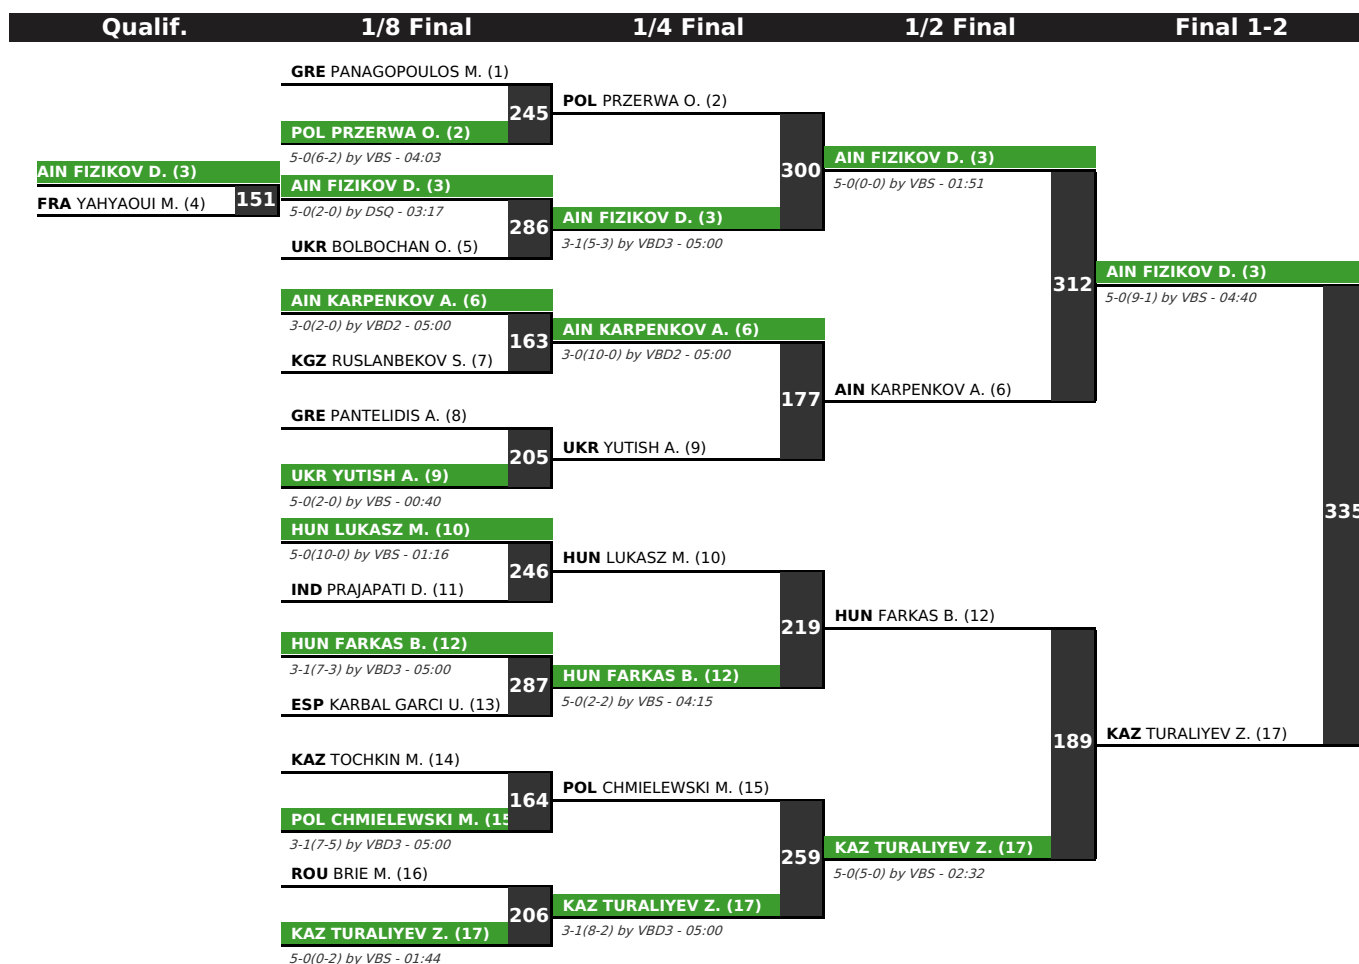 Qualif. 1/8 Final 1/4 Final 1/2 Final Final 1-2
GRE PANAGOPOULOS M. (1)
245
POL PRZERWA O. (2)
5-0(6-2) by VBS - 04:03
POL PRZERWA O. (2)
AIN FIZIKOV D. (3)
FRA YAHYAOUI M. (4)
151
AIN FIZIKOV D. (3)
5-0(2-0) by DSQ - 03:17
286
UKR BOLBOCHAN O. (5)
300
AIN FIZIKOV D. (3)
3-1(5-3) by VBD3 - 05:00
AIN FIZIKOV D. (3)
5-0(0-0) by VBS - 01:51
AIN KARPENKOV A. (6)
3-0(2-0) by VBD2 - 05:00
163
KGZ RUSLANBEKOV S. (7)
AIN KARPENKOV A. (6)
3-0(10-0) by VBD2 - 05:00
312
AIN FIZIKOV D. (3)
5-0(9-1) by VBS - 04:40
GRE PANTELIDIS A. (8)
205
UKR YUTISH A. (9)
5-0(2-0) by VBS - 00:40
177
UKR YUTISH A. (9)
AIN KARPENKOV A. (6)
335
HUN LUKASZ M. (10)
5-0(10-0) by VBS - 01:16
246
IND PRAJAPATI D. (11)
HUN LUKASZ M. (10)
HUN FARKAS B. (12)
3-1(7-3) by VBD3 - 05:00
287
ESP KARBAL GARCI U. (13)
219
HUN FARKAS B. (12)
5-0(2-2) by VBS - 04:15
HUN FARKAS B. (12)
KAZ TOCHKIN M. (14)
164
POL CHMIELEWSKI M. (15
3-1(7-5) by VBD3 - 05:00
POL CHMIELEWSKI M. (15)
189
KAZ TURALIYEV Z. (17)
ROU BRIE M. (16)
206
KAZ TURALIYEV Z. (17)
5-0(0-2) by VBS - 01:44
259
KAZ TURALIYEV Z. (17)
3-1(8-2) by VBD3 - 05:00
KAZ TURALIYEV Z. (17)
5-0(5-0) by VBS - 02:32